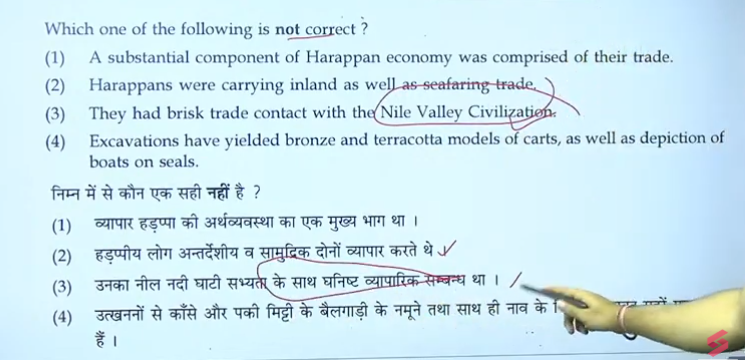 Which one of the following is not correct ?
(1) A substantial component of Harappan economy was comprised of their trade.
(2) Harappans were carrying inland as well as seafaring trade.
(3) They had brisk trade contact with the Nile Valley Civilization.
(4) Excavations have yielded bronze and terracotta models of carts, as well as depiction of
boats on seals.
निम्न में से कौन एक सही नहीं है ?
(1) व्यापार हड़प्पा की अर्थव्यवस्था का एक मुख्य भाग था ।
(2) हड़प्पीय लोग अन्तर्देशीय व सामुद्रिक दोनों व्यापार करते थे
(3) उनका नील नदी घाटी सभ्यता के साथ घनिष्ट व्यापारिक सम्बन्ध था ।
(4) उत्खननों से काँसे और पकी मिट्टी के बैलगाड़ी के नमूने तथा साथ ही नाव के
हैं ।